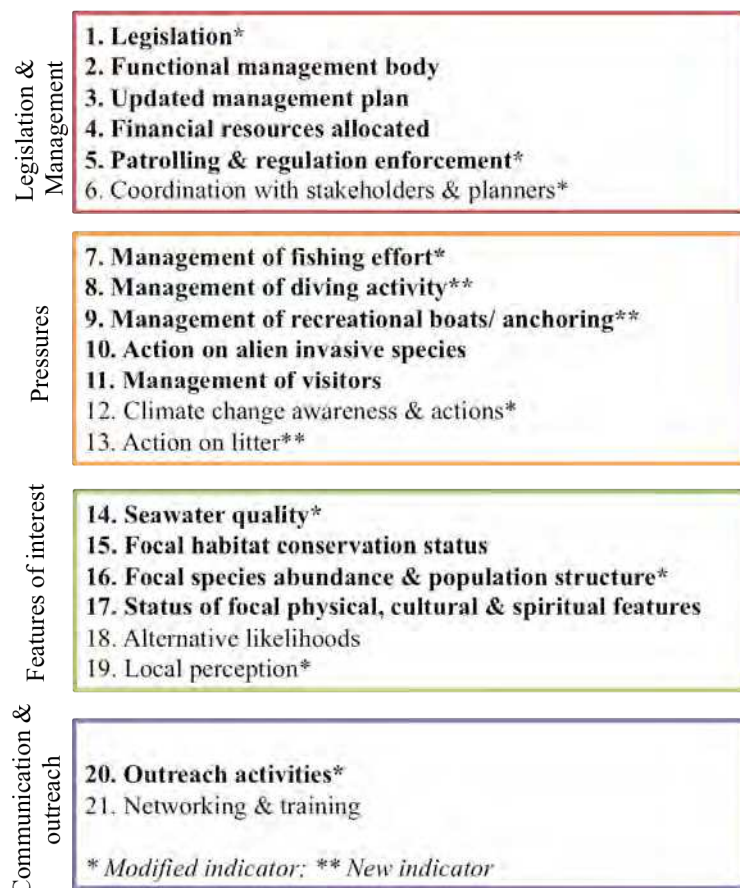 Legislation &
Management
1. Legislation*
2. Functional management body
3. Updated management plan
4. Financial resources allocated
5. Patrolling & regulation enforcement*
6. Coordination with stakeholders & planners*
Pressures
7. Management of fishing effort*
8. Management of diving activity**
9. Management of recreational boats/ anchoring**
10. Action on alien invasive species
11. Management of visitors
12. Climate change awareness & actions*
13. Action on litter**
Features of interest
14. Seawater quality*
15. Focal habitat conservation status
16. Focal species abundance & population structure*
17. Status of focal physical, cultural & spiritual features
18. Alternative likelihoods
19. Local perception*
Communication &
outreach
20. Outreach activities*
21. Networking & training
* Modified indicator; ** New indicator